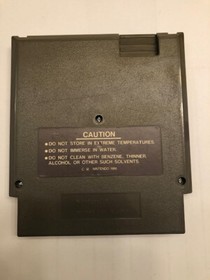 CAUTION
•DO NOT STORE IN EXTREME TEMPERATURES.
•DO NOT IMMERSE IN WATER.
•DO NOT CLEAN WITH BENZENE, THINNER,
ALCOHOL OR OTHER SUCH SOLVENTS.
NINTENDO